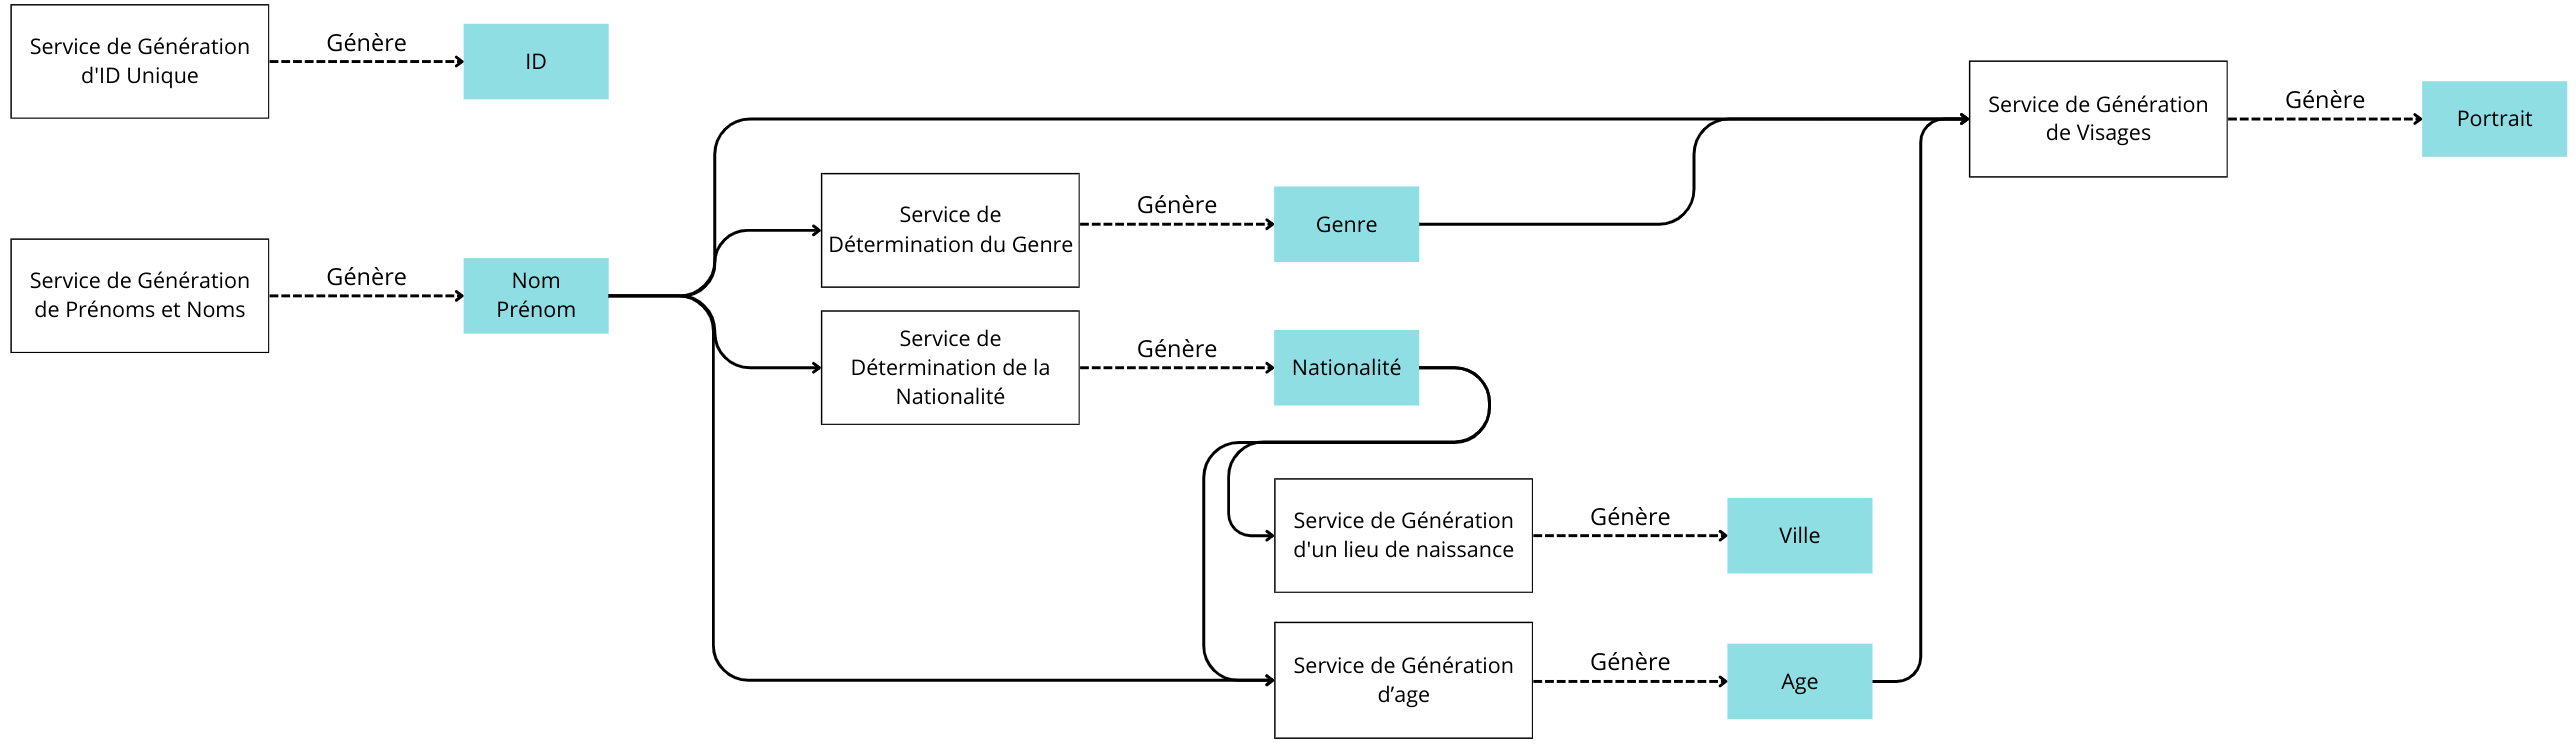 Service de Génération
d'ID Unique
Génère
ID
Service de Génération
de Visages
Génère
Portrait
Service de
Détermination du Genre
Génère
Genre
Service de Génération
de Prénoms et Noms
Génère
Nom
Prénom
Service de
Détermination de la
Nationalité
Génère
Nationalité
Service de Génération
d'un lieu de naissance
Génère
Ville
Service de Génération
d’age
Génère
Age